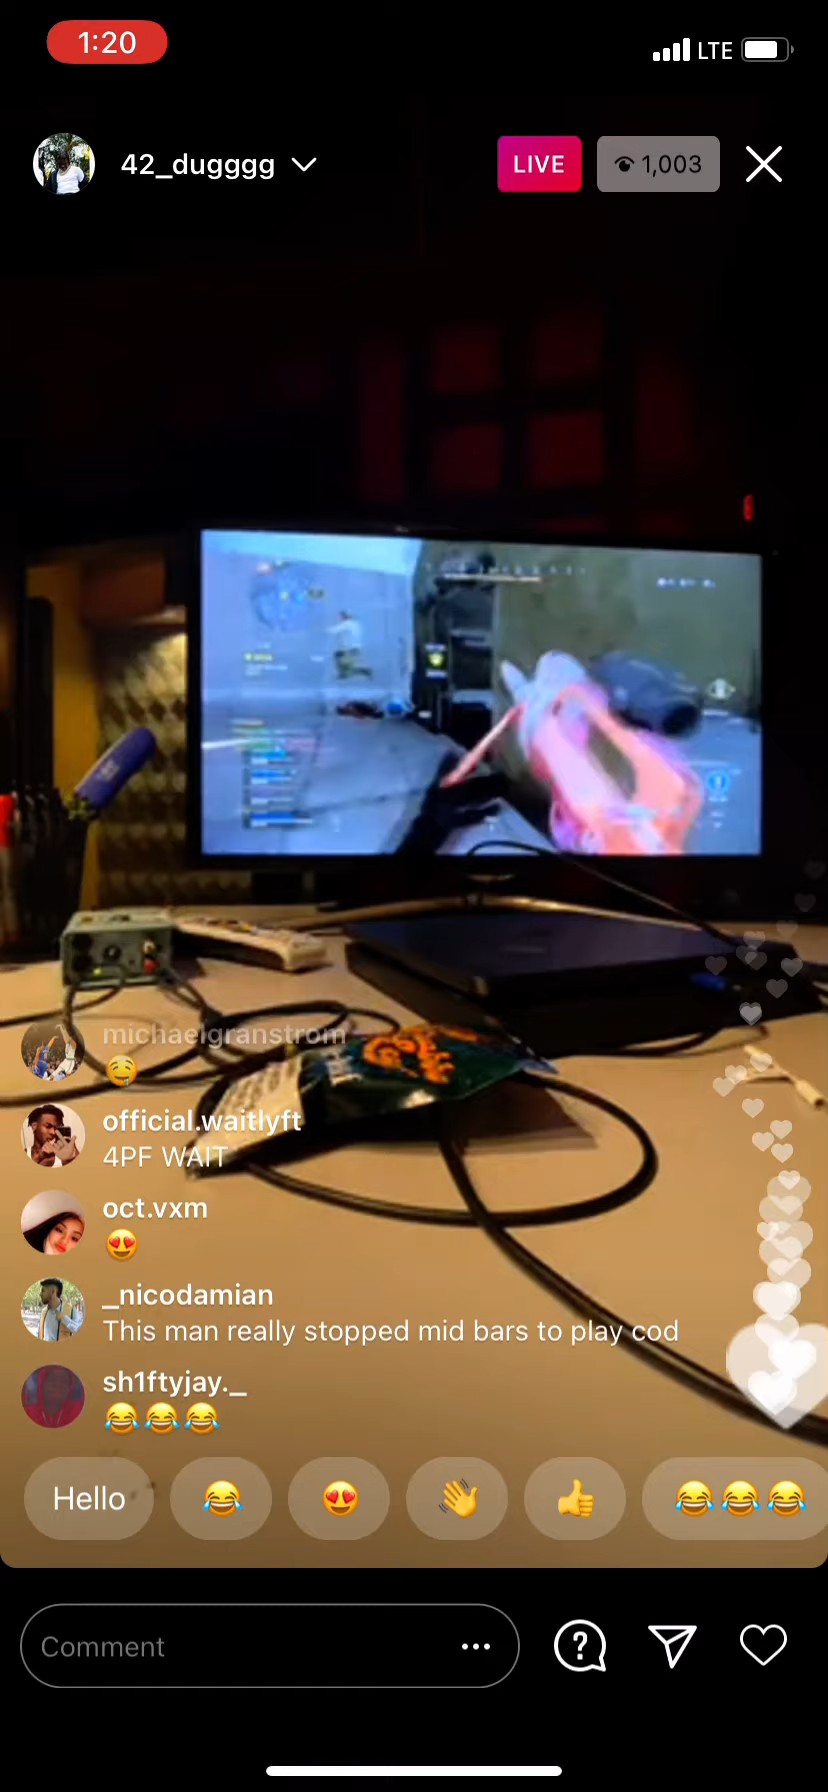 1:20
LTE
42_dugggg
LIVE
1,003
michaelgranstrom
🤤
official.waitlyft
4PF WAIT
oct.vxm
😍
_nicodamian
This man really stopped mid bars to play cod
sh1ftyjay._
😂😂😂
Hello 😂 😍 👋 👍 😂😂😂
Comment